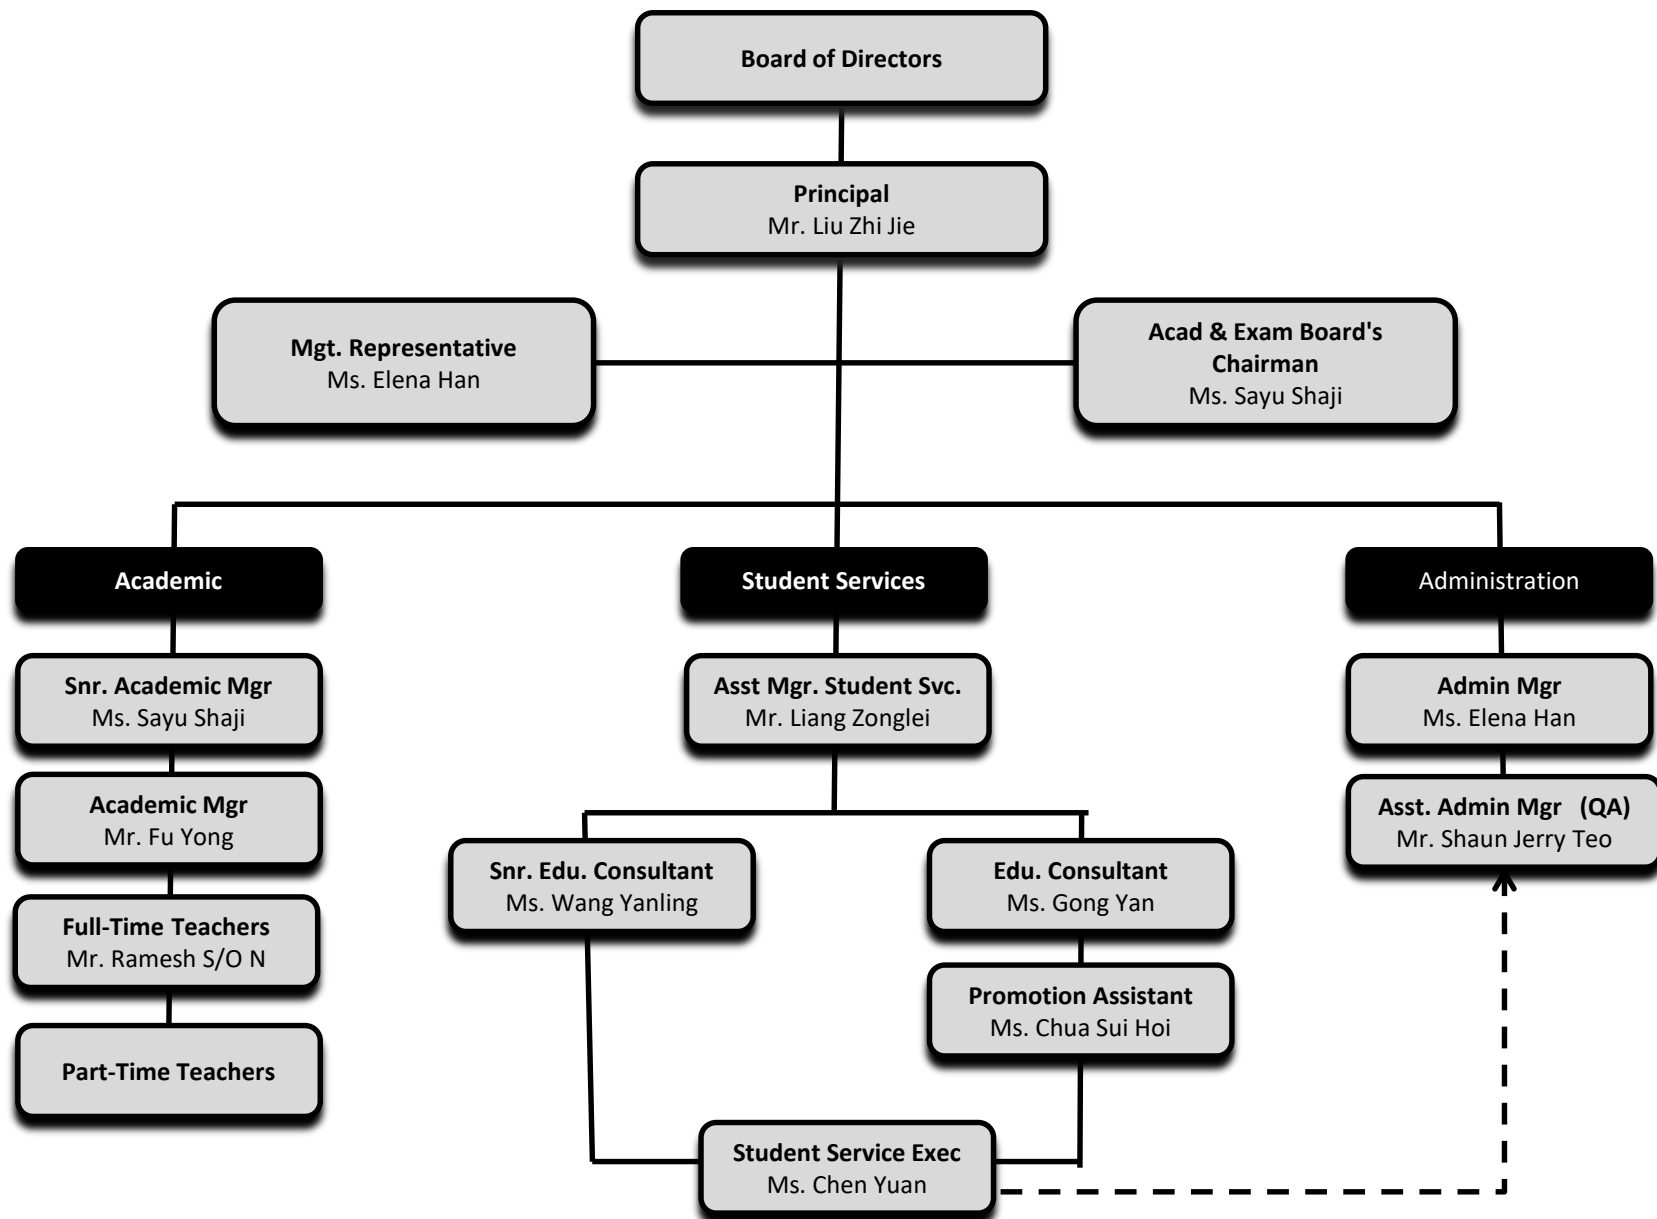 Board of Directors
Principal
Mr. Liu Zhi Jie
Mgt. Representative
Ms. Elena Han
Acad & Exam Board's
Chairman
Ms. Sayu Shaji
Academic
Student Services
Administration
Snr. Academic Mgr
Ms. Sayu Shaji
Asst Mgr. Student Svc.
Mr. Liang Zonglei
Admin Mgr
Ms. Elena Han
Academic Mgr
Mr. Fu Yong
Asst. Admin Mgr (QA)
Mr. Shaun Jerry Teo
Snr. Edu. Consultant
Ms. Wang Yanling
Edu. Consultant
Ms. Gong Yan
Full-Time Teachers
Mr. Ramesh S/O N
Promotion Assistant
Ms. Chua Sui Hoi
Part-Time Teachers
Student Service Exec
Ms. Chen Yuan